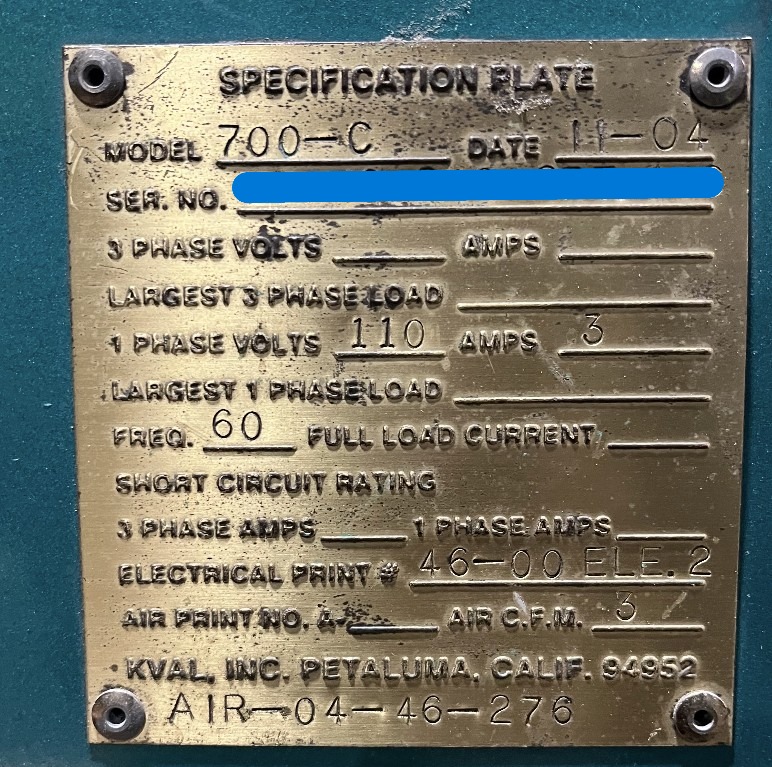 SPECIFICATION PLATE
MODEL 700-C DATE 11-04
SER. NO.
3 PHASE VOLTS AMPS
LARGEST 3 PHASE LOAD
1 PHASE VOLTS 110 AMPS 3
LARGEST 1 PHASE LOAD
FREQ. 60 FULL LOAD CURRENT
SHORT CIRCUIT RATING
3 PHASE AMPS 1 PHASE AMPS
ELECTRICAL PRINT # 46-00 ELE. 2
AIR PRINT NO. A- AIR C.F.M. 3
KVAL, INC. PETALUMA, CALIF. 94952
AIR-04-46-276